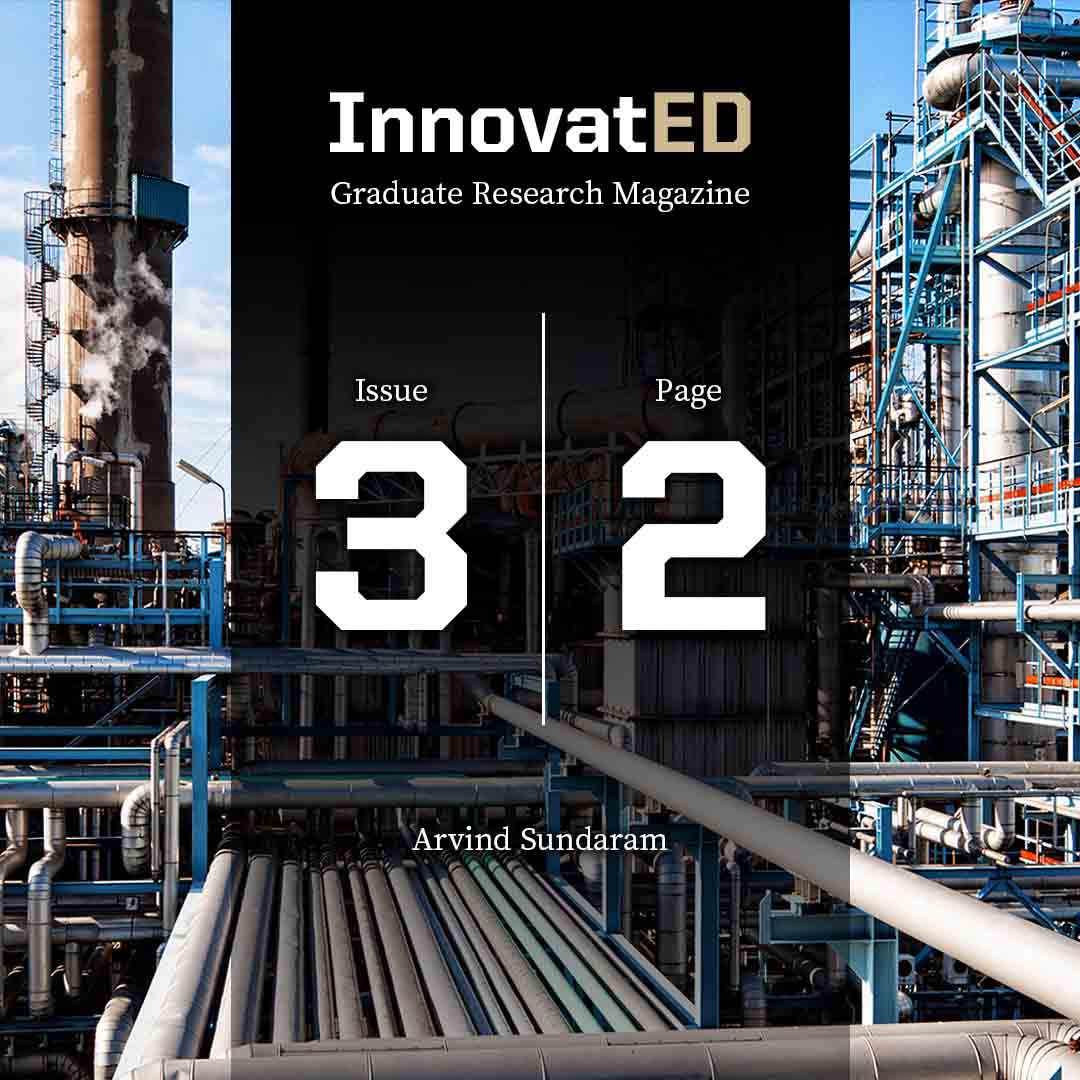 InnovatED
Graduate Research Magazine
Issue
Page
3
2
Arvind Sundaram